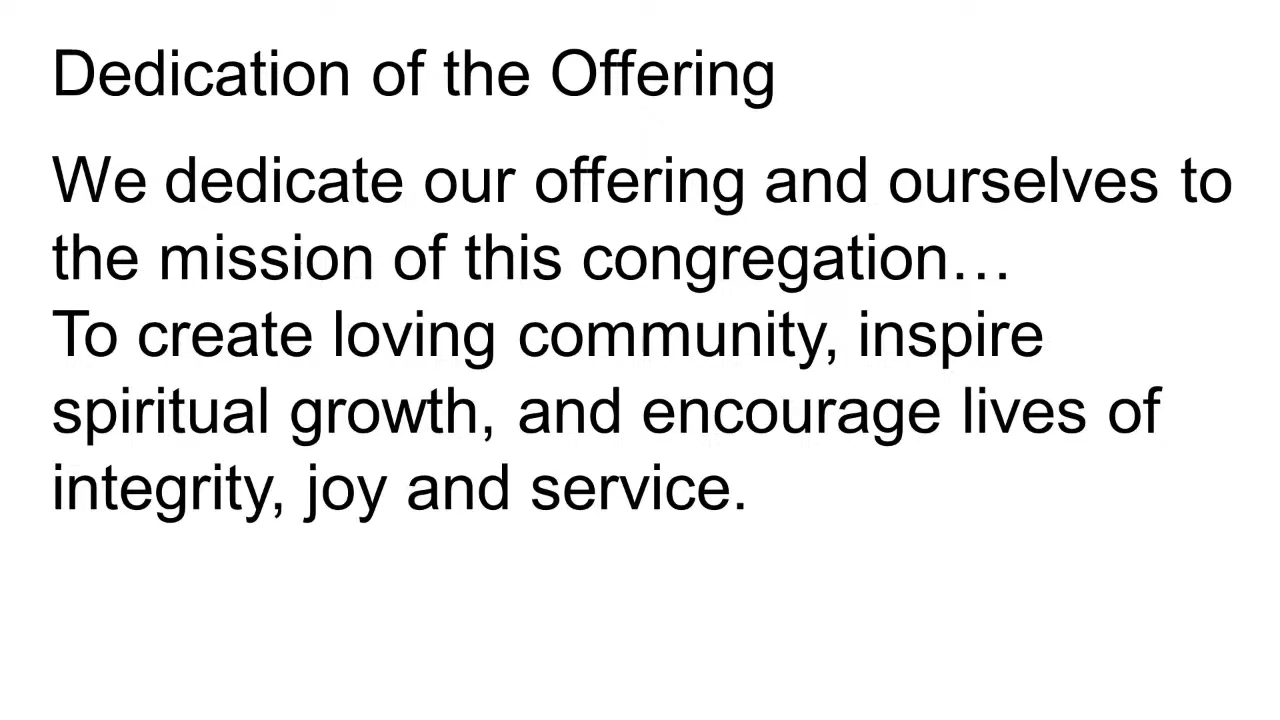 Dedication of the Offering
We dedicate our offering and ourselves to
the mission of this congregation…
To create loving community, inspire
spiritual growth, and encourage lives of
integrity, joy and service.